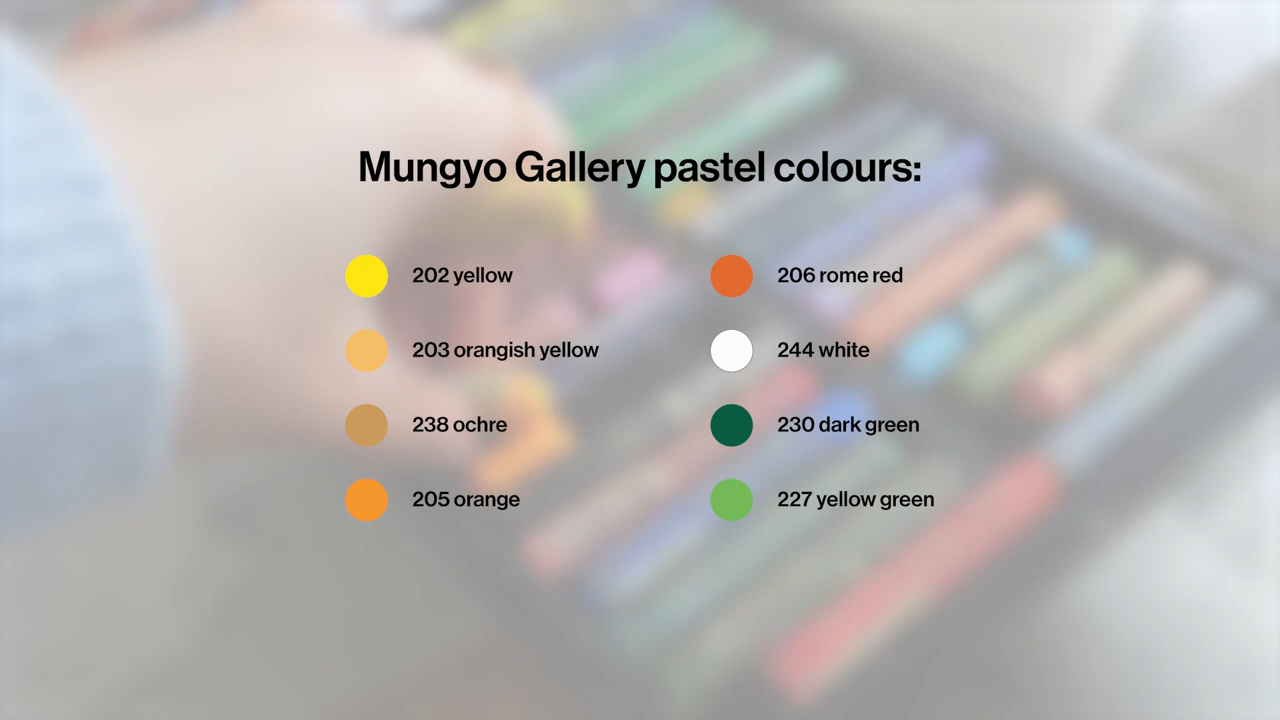 Mungyo Gallery pastel colours:
202 yellow
203 orangish yellow
238 ochre
205 orange
206 rome red
244 white
230 dark green
227 yellow green